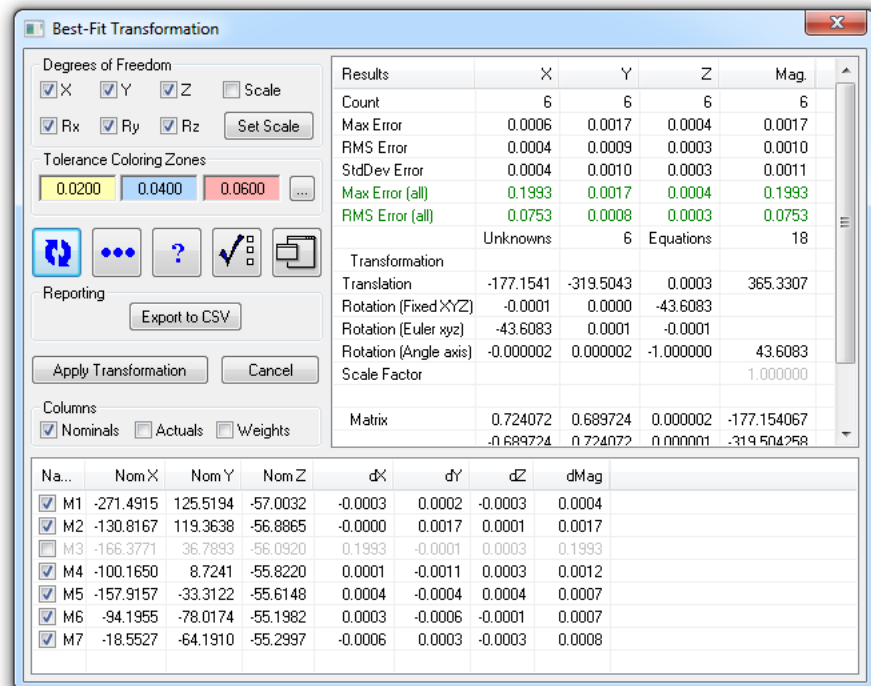 Best-Fit Transformation
Degrees of Freedom
X Y Z Scale
Rx Ry Rz Set Scale
Tolerance Coloring Zones
0.0200 0.0400 0.0600 ...
?
Reporting
Export to CSV
Apply Transformation Cancel
Columns
Nominals Actuals Weights
Results X Y Z Mag.
Count 6 6 6 6
Max Error 0.0006 0.0017 0.0004 0.0017
RMS Error 0.0004 0.0009 0.0003 0.0010
StdDev Error 0.0004 0.0010 0.0003 0.0011
Max Error (all) 0.1993 0.0017 0.0004 0.1993
RMS Error (all) 0.0753 0.0008 0.0003 0.0753
Unknowns 6 Equations 18
Transformation
Translation -177.1541 -319.5043 0.0003 365.3307
Rotation (Fixed XYZ) -0.0001 0.0000 -43.6083
Rotation (Euler xyz) -43.6083 0.0001 -0.0001
Rotation (Angle axis) -0.000002 0.000002 -1.000000 43.6083
Scale Factor 1.000000
Matrix 0.724072 0.689724 0.000002 -177.154067
-0.689724 0.724072 0.000001 -319.504258
Na... Nom X Nom Y Nom Z dX dY dZ dMag
M1 -271.4915 125.5194 -57.0032 -0.0003 0.0002 -0.0003 0.0004
M2 -130.8167 119.3638 -56.8865 -0.0000 0.0017 0.0001 0.0017
M3 -166.3771 36.7893 -56.0920 0.1993 -0.0001 0.0003 0.1993
M4 -100.1650 8.7241 -55.8220 0.0001 -0.0011 0.0003 0.0012
M5 -157.9157 -33.3122 -55.6148 0.0004 -0.0004 0.0004 0.0007
M6 -94.1955 -78.0174 -55.1982 0.0003 -0.0006 -0.0001 0.0007
M7 -18.5527 -64.1910 -55.2997 -0.0006 0.0003 -0.0003 0.0008